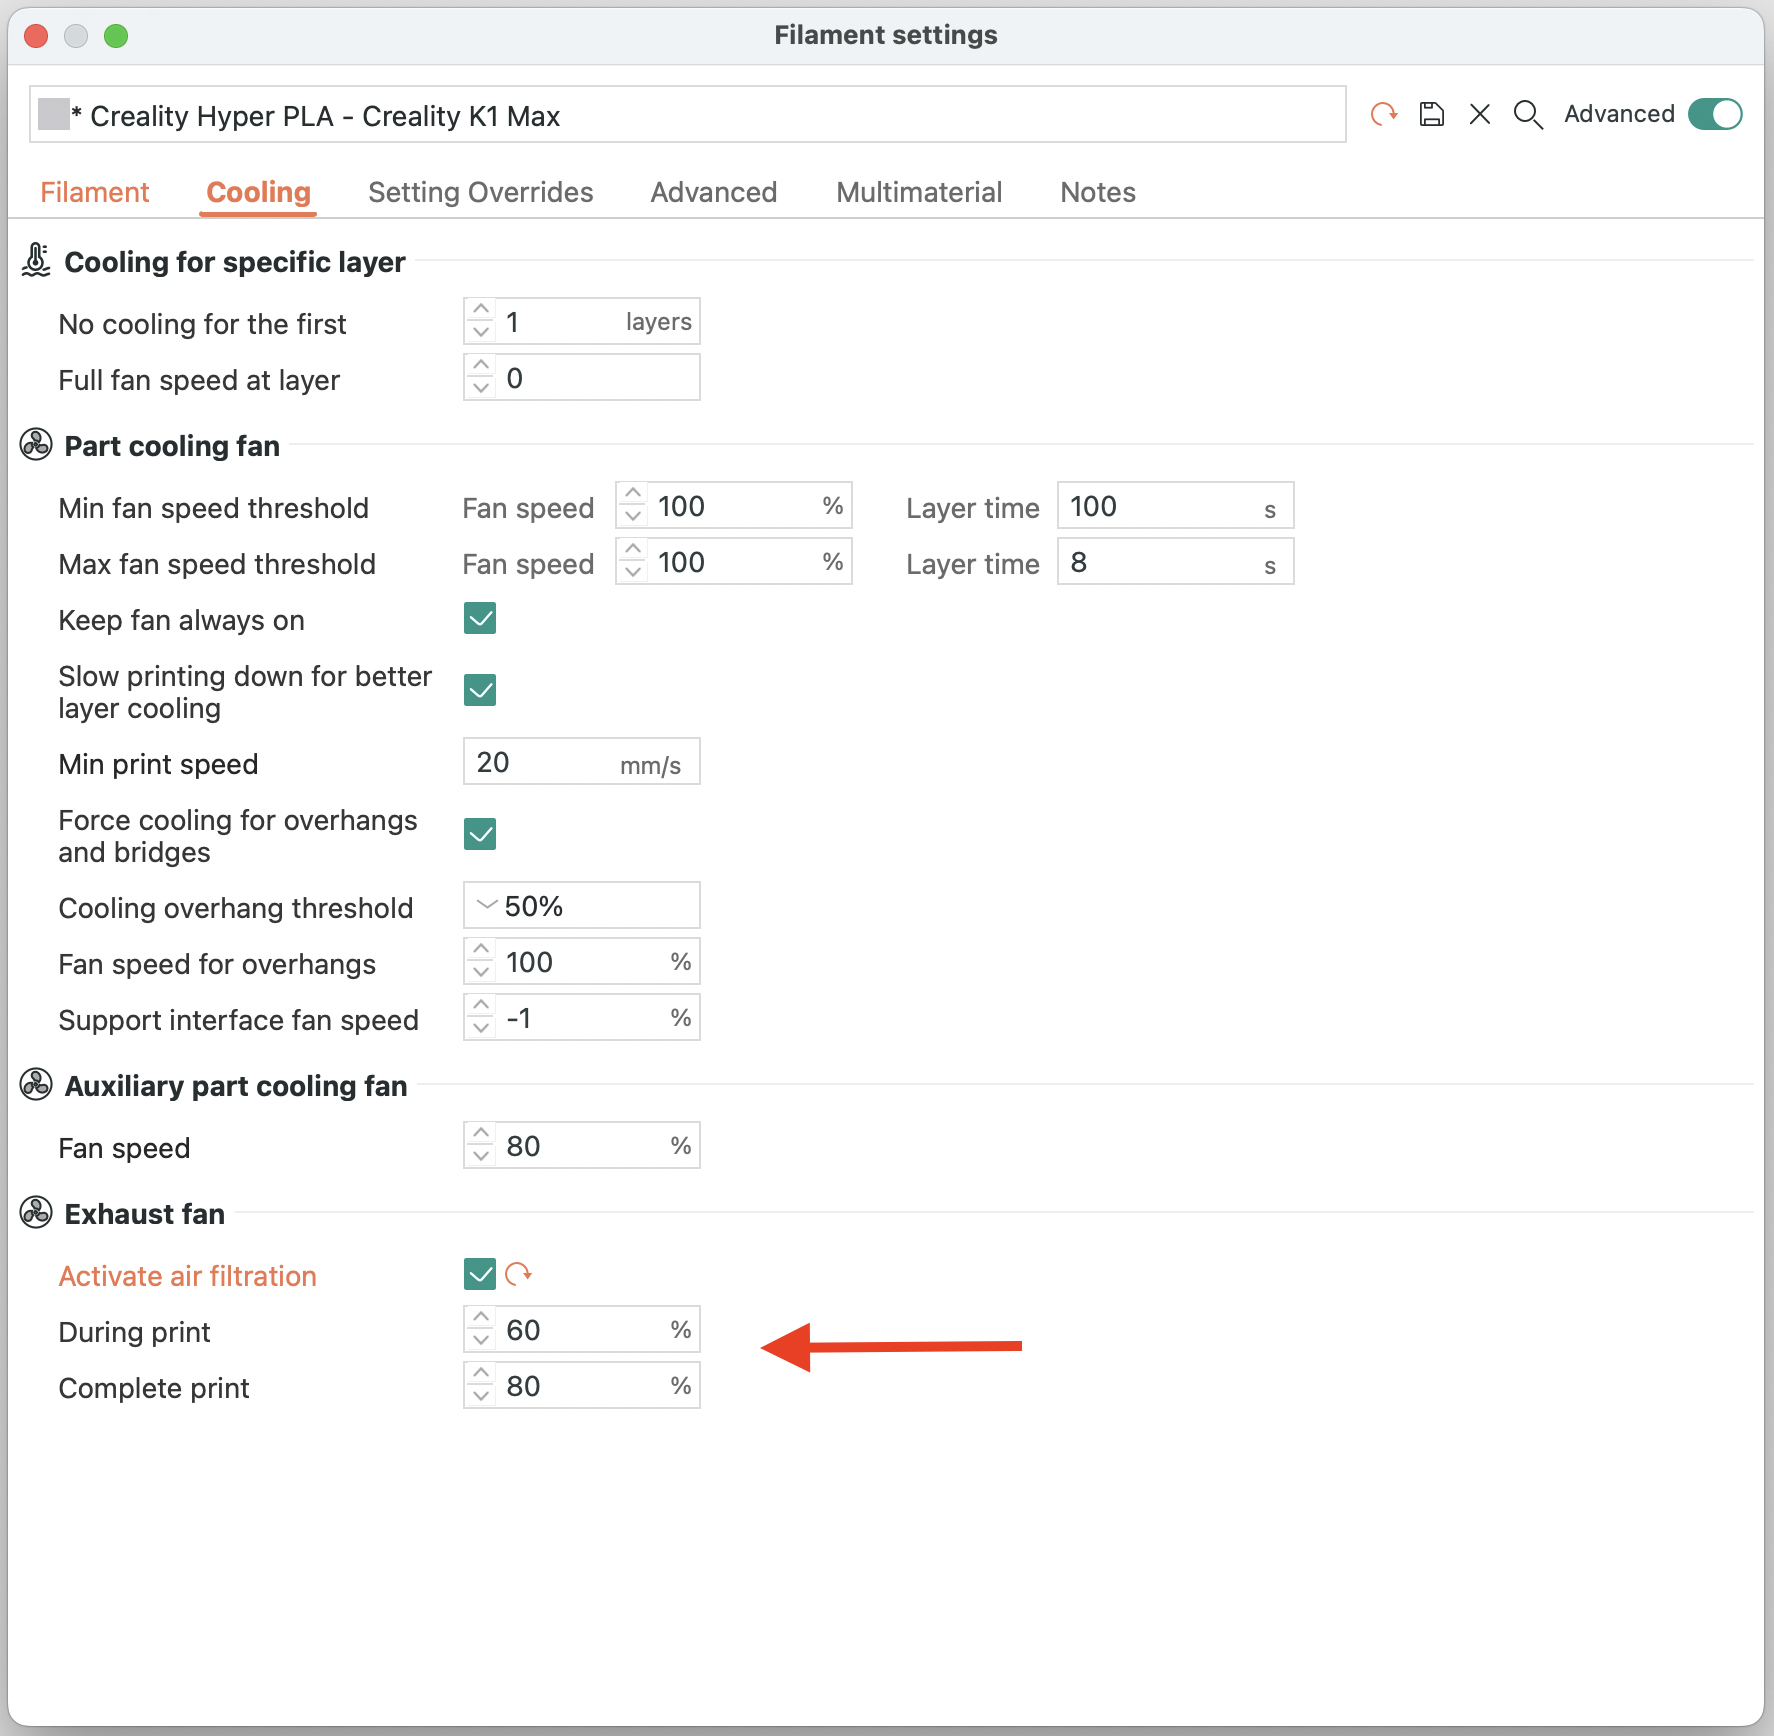 Filament settings
* Creality Hyper PLA - Creality K1 Max
Advanced
Filament Cooling Setting Overrides Advanced Multimaterial Notes
Cooling for specific layer
No cooling for the first 1 layers
Full fan speed at layer 0
Part cooling fan
Min fan speed threshold Fan speed 100 % Layer time 100 s
Max fan speed threshold Fan speed 100 % Layer time 8 s
Keep fan always on
Slow printing down for better
layer cooling
Min print speed 20 mm/s
Force cooling for overhangs
and bridges
Cooling overhang threshold 50%
Fan speed for overhangs 100 %
Support interface fan speed -1 %
Auxiliary part cooling fan
Fan speed 80 %
Exhaust fan
Activate air filtration
During print 60 %
Complete print 80 %